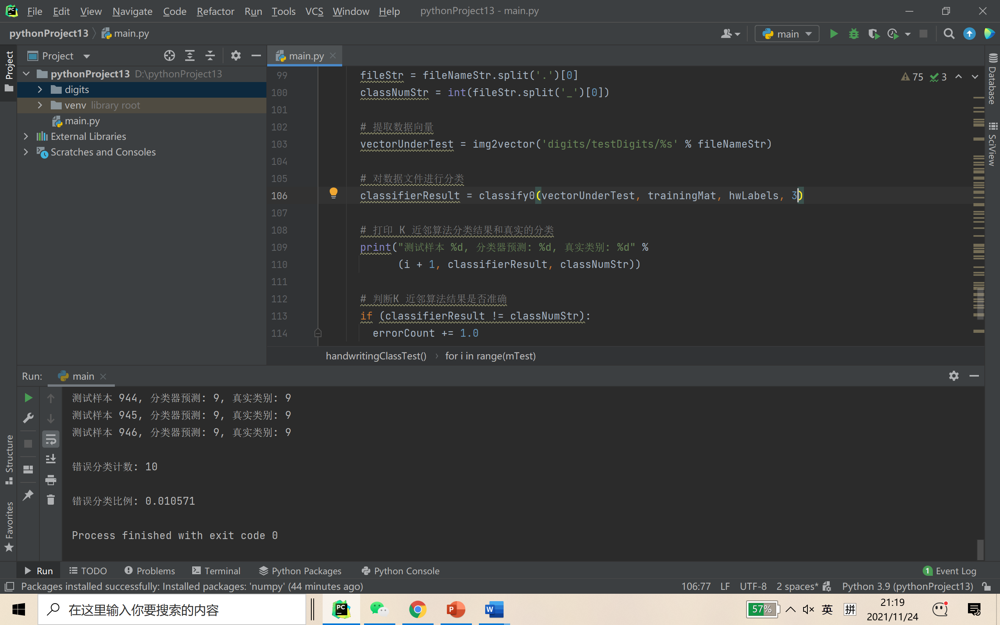 File Edit View Navigate Code Refactor Run Tools VCS Window Help pythonProject13 - main.py
pythonProject13 main.py main
Project
Project
main.py
pythonProject13 D:\pythonProject13
digits
venv library root
main.py
External Libraries
Scratches and Consoles
99 fileStr = fileNameStr.split('.')[0]
100 classNumStr = int(fileStr.split('_')[0])
101
102 # 提取数据向量
103 vectorUnderTest = img2vector('digits/testDigits/%s' % fileNameStr)
104
105 # 对数据文件进行分类
106 classifierResult = classify0(vectorUnderTest, trainingMat, hwLabels, 3)
107
108 # 打印 K 近邻算法分类结果和真实的分类
109 print("测试样本 %d, 分类器预测: %d, 真实类别: %d" %
110 (i + 1, classifierResult, classNumStr))
111
112 # 判断K 近邻算法结果是否准确
113 if (classifierResult != classNumStr):
114 errorCount += 1.0
75 3
Database
SciView
handwritingClassTest() › for i in range(mTest)
Run: main
测试样本 944, 分类器预测: 9, 真实类别: 9
测试样本 945, 分类器预测: 9, 真实类别: 9
测试样本 946, 分类器预测: 9, 真实类别: 9
错误分类计数: 10
错误分类比例: 0.010571
Process finished with exit code 0
Structure
Favorites
Run TODO Problems Terminal Python Packages Python Console 1 Event Log
Packages installed successfully: Installed packages: 'numpy' (44 minutes ago) 106:77 LF UTF-8 2 spaces* Python 3.9 (pythonProject13)
在这里输入你要搜索的内容 PC P W 57% 英 拼 21:19
2021/11/24